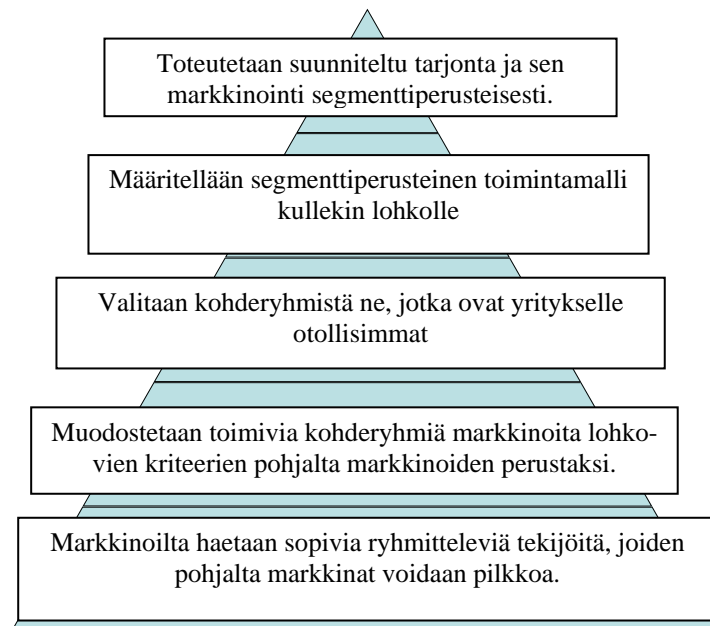 Toteutetaan suunniteltu tarjonta ja sen
markkinointi segmenttiperusteisesti.
Määritellään segmenttiperusteinen toimintamalli
kullekin lohkolle
Valitaan kohderyhmistä ne, jotka ovat yritykselle
otollisimmat
Muodostetaan toimivia kohderyhmiä markkinoita lohko-
vien kriteerien pohjalta markkinoiden perustaksi.
Markkinoilta haetaan sopivia ryhmitteleviä tekijöitä, joiden
pohjalta markkinat voidaan pilkkoa.